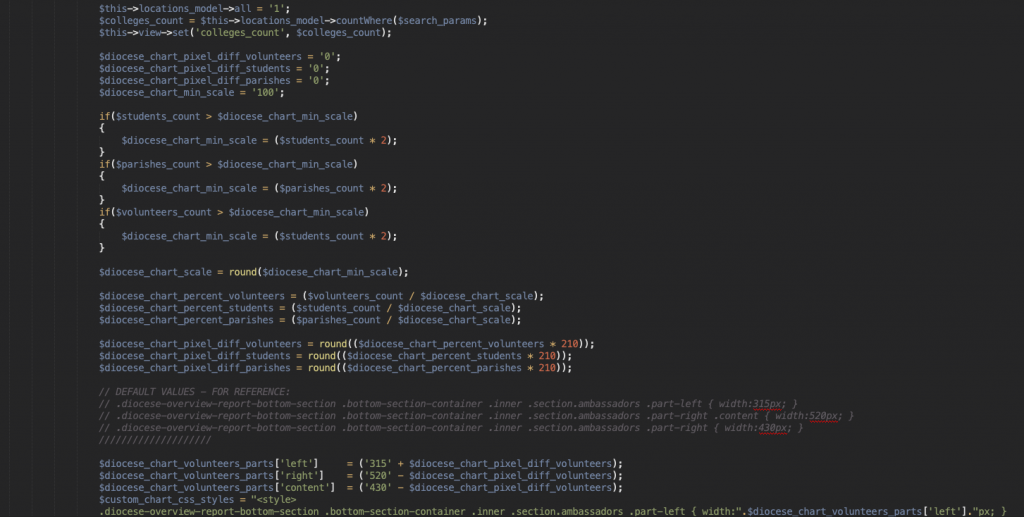 $this->locations_model->all = '1';
$colleges_count = $this->locations_model->countWhere($search_params);
$this->view->set('colleges_count', $colleges_count);
$diocese_chart_pixel_diff_volunteers = '0';
$diocese_chart_pixel_diff_students = '0';
$diocese_chart_pixel_diff_parishes = '0';
$diocese_chart_min_scale = '100';
if($students_count > $diocese_chart_min_scale)
{
$diocese_chart_min_scale = ($students_count * 2);
}
if($parishes_count > $diocese_chart_min_scale)
{
$diocese_chart_min_scale = ($parishes_count * 2);
}
if($volunteers_count > $diocese_chart_min_scale)
{
$diocese_chart_min_scale = ($students_count * 2);
}
$diocese_chart_scale = round($diocese_chart_min_scale);
$diocese_chart_percent_volunteers = ($volunteers_count / $diocese_chart_scale);
$diocese_chart_percent_students = ($students_count / $diocese_chart_scale);
$diocese_chart_percent_parishes = ($parishes_count / $diocese_chart_scale);
$diocese_chart_pixel_diff_volunteers = round(($diocese_chart_percent_volunteers * 210));
$diocese_chart_pixel_diff_students = round(($diocese_chart_percent_students * 210));
$diocese_chart_pixel_diff_parishes = round(($diocese_chart_percent_parishes * 210));
// DEFAULT VALUES – FOR REFERENCE:
// .diocese-overview-report-bottom-section .bottom-section-container .inner .section.ambassadors .part-left { width:315px; }
// .diocese-overview-report-bottom-section .bottom-section-container .inner .section.ambassadors .part-right .content { width:520px; }
// .diocese-overview-report-bottom-section .bottom-section-container .inner .section.ambassadors .part-right { width:430px; }
////////////////////
$diocese_chart_volunteers_parts['left'] = ('315' + $diocese_chart_pixel_diff_volunteers);
$diocese_chart_volunteers_parts['right'] = ('520' - $diocese_chart_pixel_diff_volunteers);
$diocese_chart_volunteers_parts['content'] = ('430' - $diocese_chart_pixel_diff_volunteers);
$custom_chart_css_styles = "<style>
.diocese-overview-report-bottom-section .bottom-section-container .inner .section.ambassadors .part-left { width:".$diocese_chart_volunteers_parts['left']."px; }